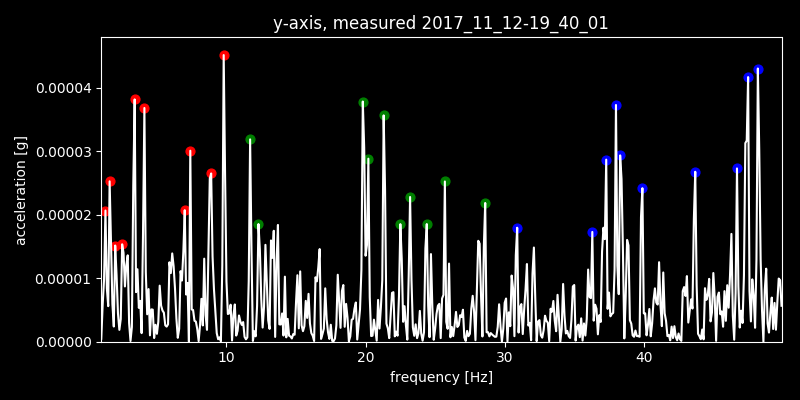 y-axis, measured 2017_11_12-19_40_01
acceleration [g]
0.00004
0.00003
0.00002
0.00001
0.00000
10 20 30 40
frequency [Hz]